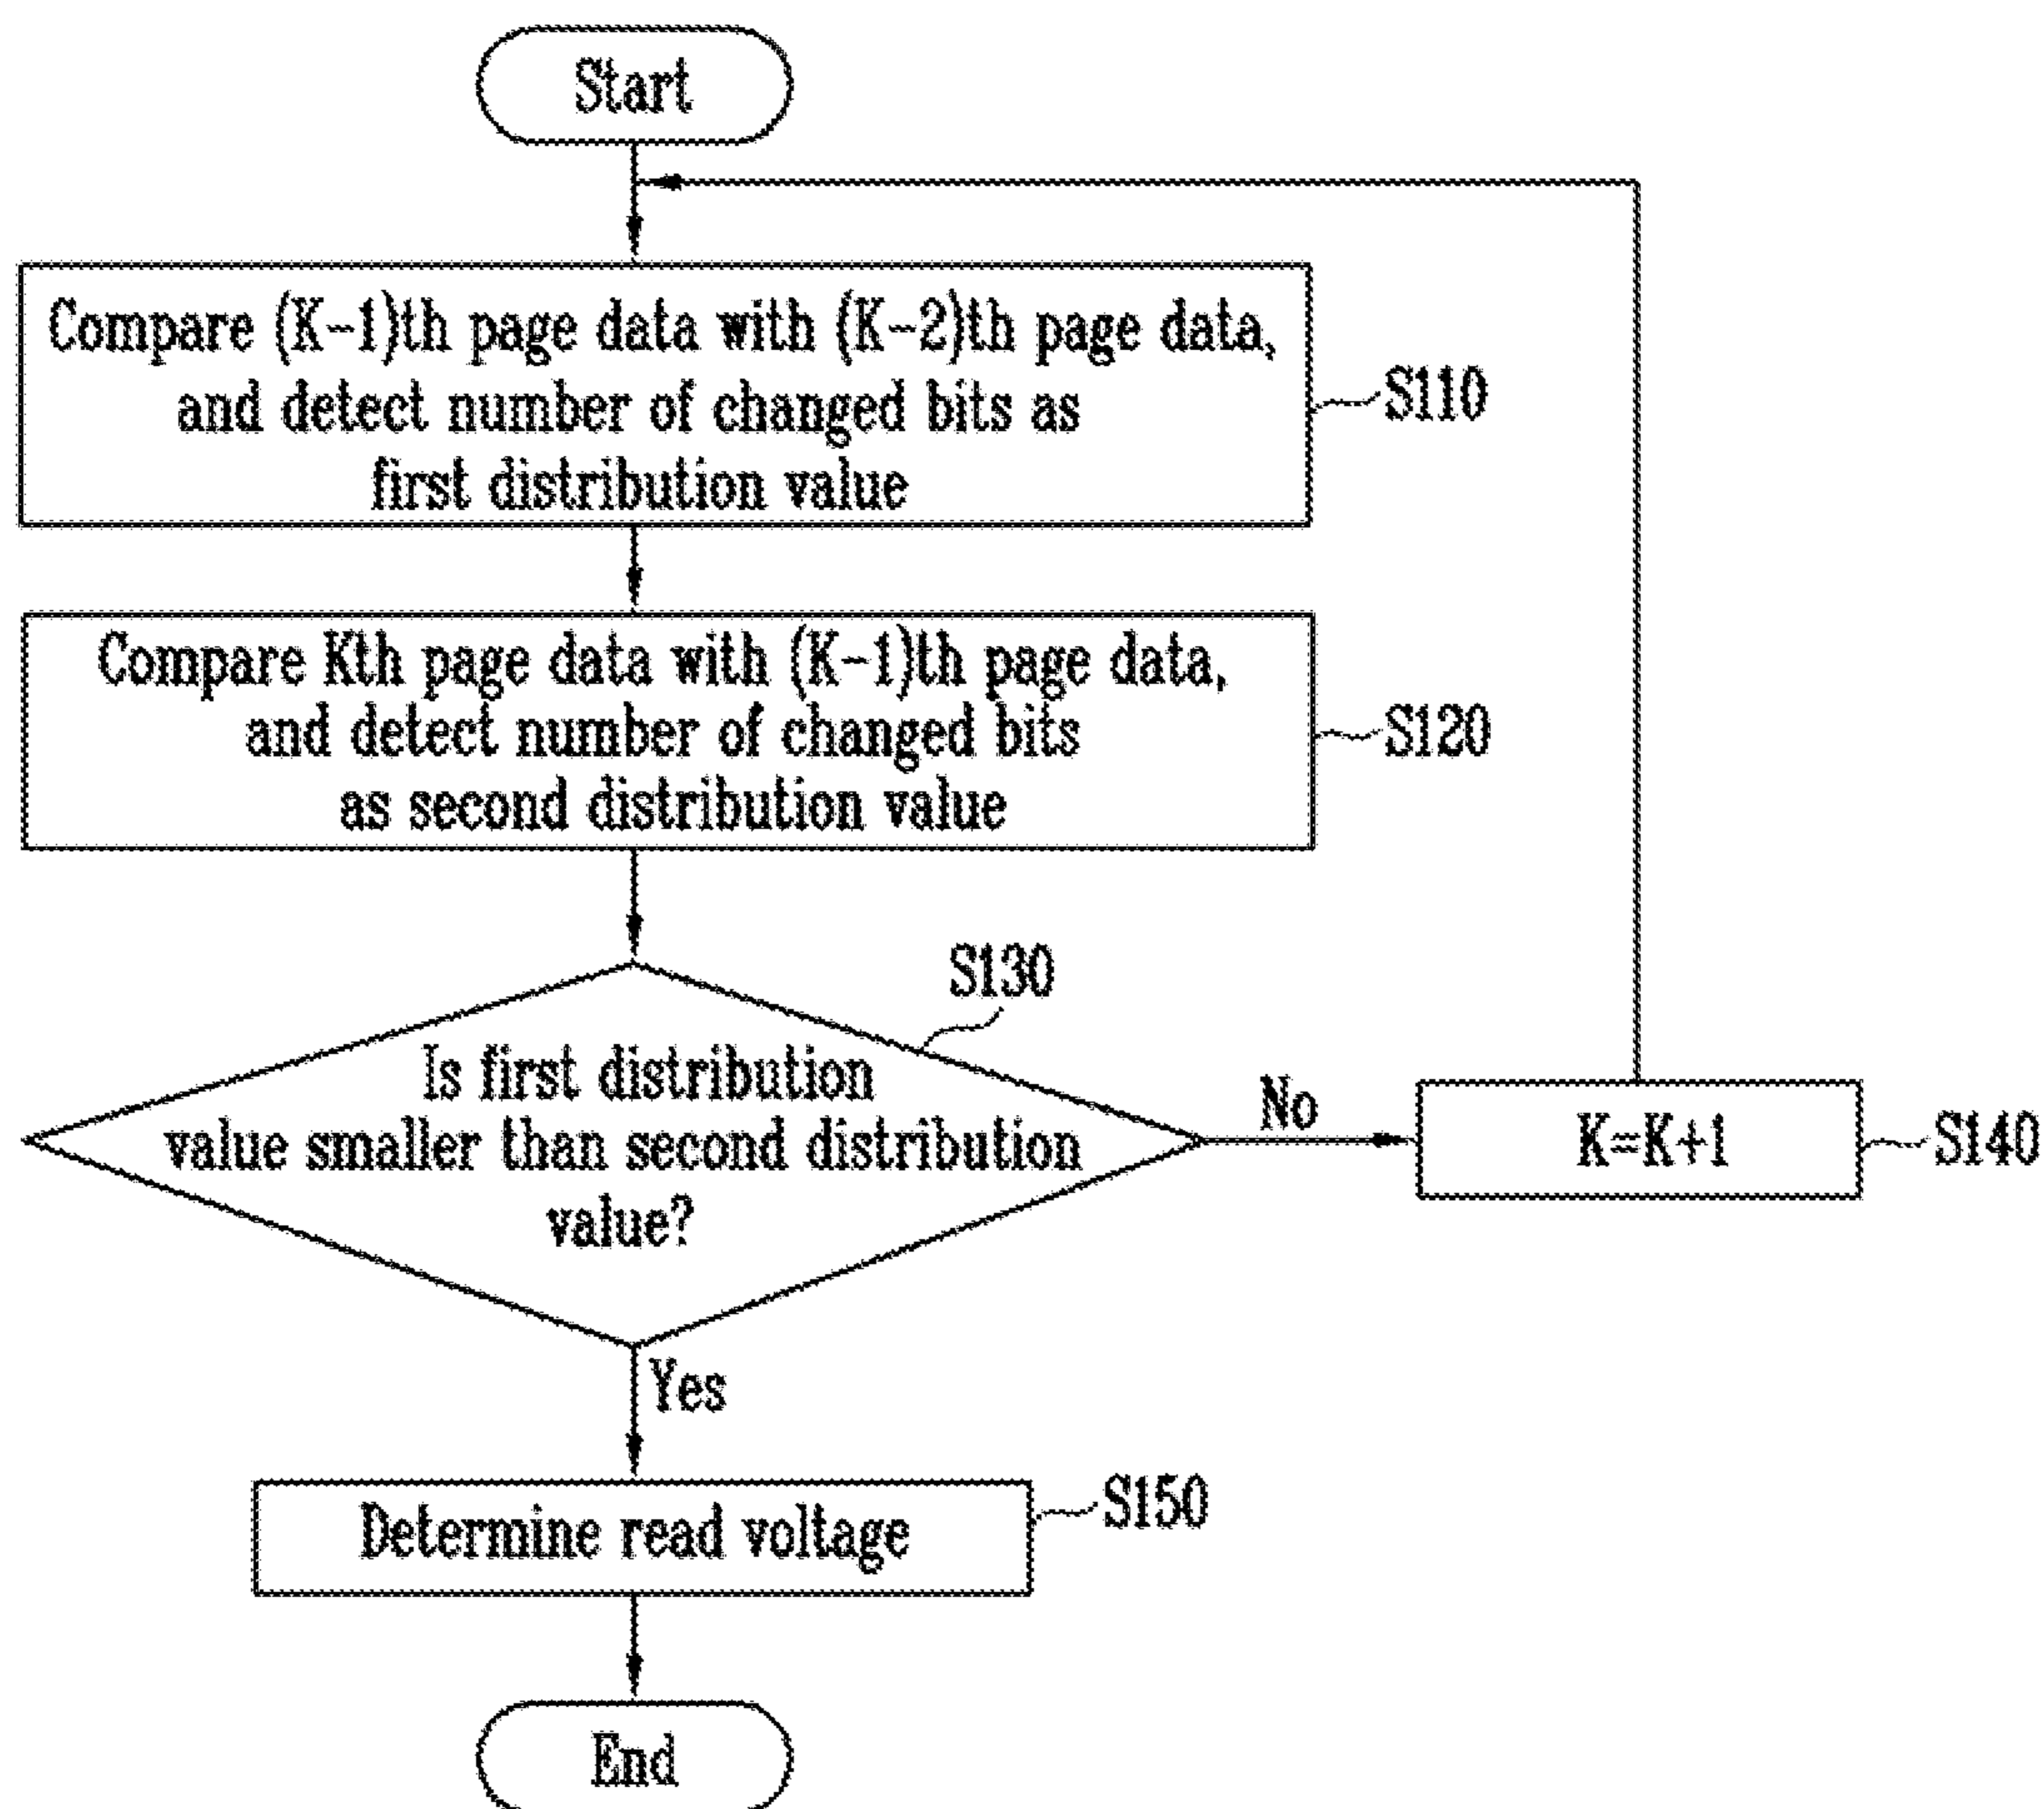 Start
Compare (K-1)th page data with (K-2)th page data,
and detect number of changed bits as
first distribution value
S110
Compare Kth page data with (K-1)th page data,
and detect number of changed bits
as second distribution value
S120
S130
Is first distribution
value smaller than second distribution
value?
No
K=K+1
S140
Yes
Determine read voltage
S150
End